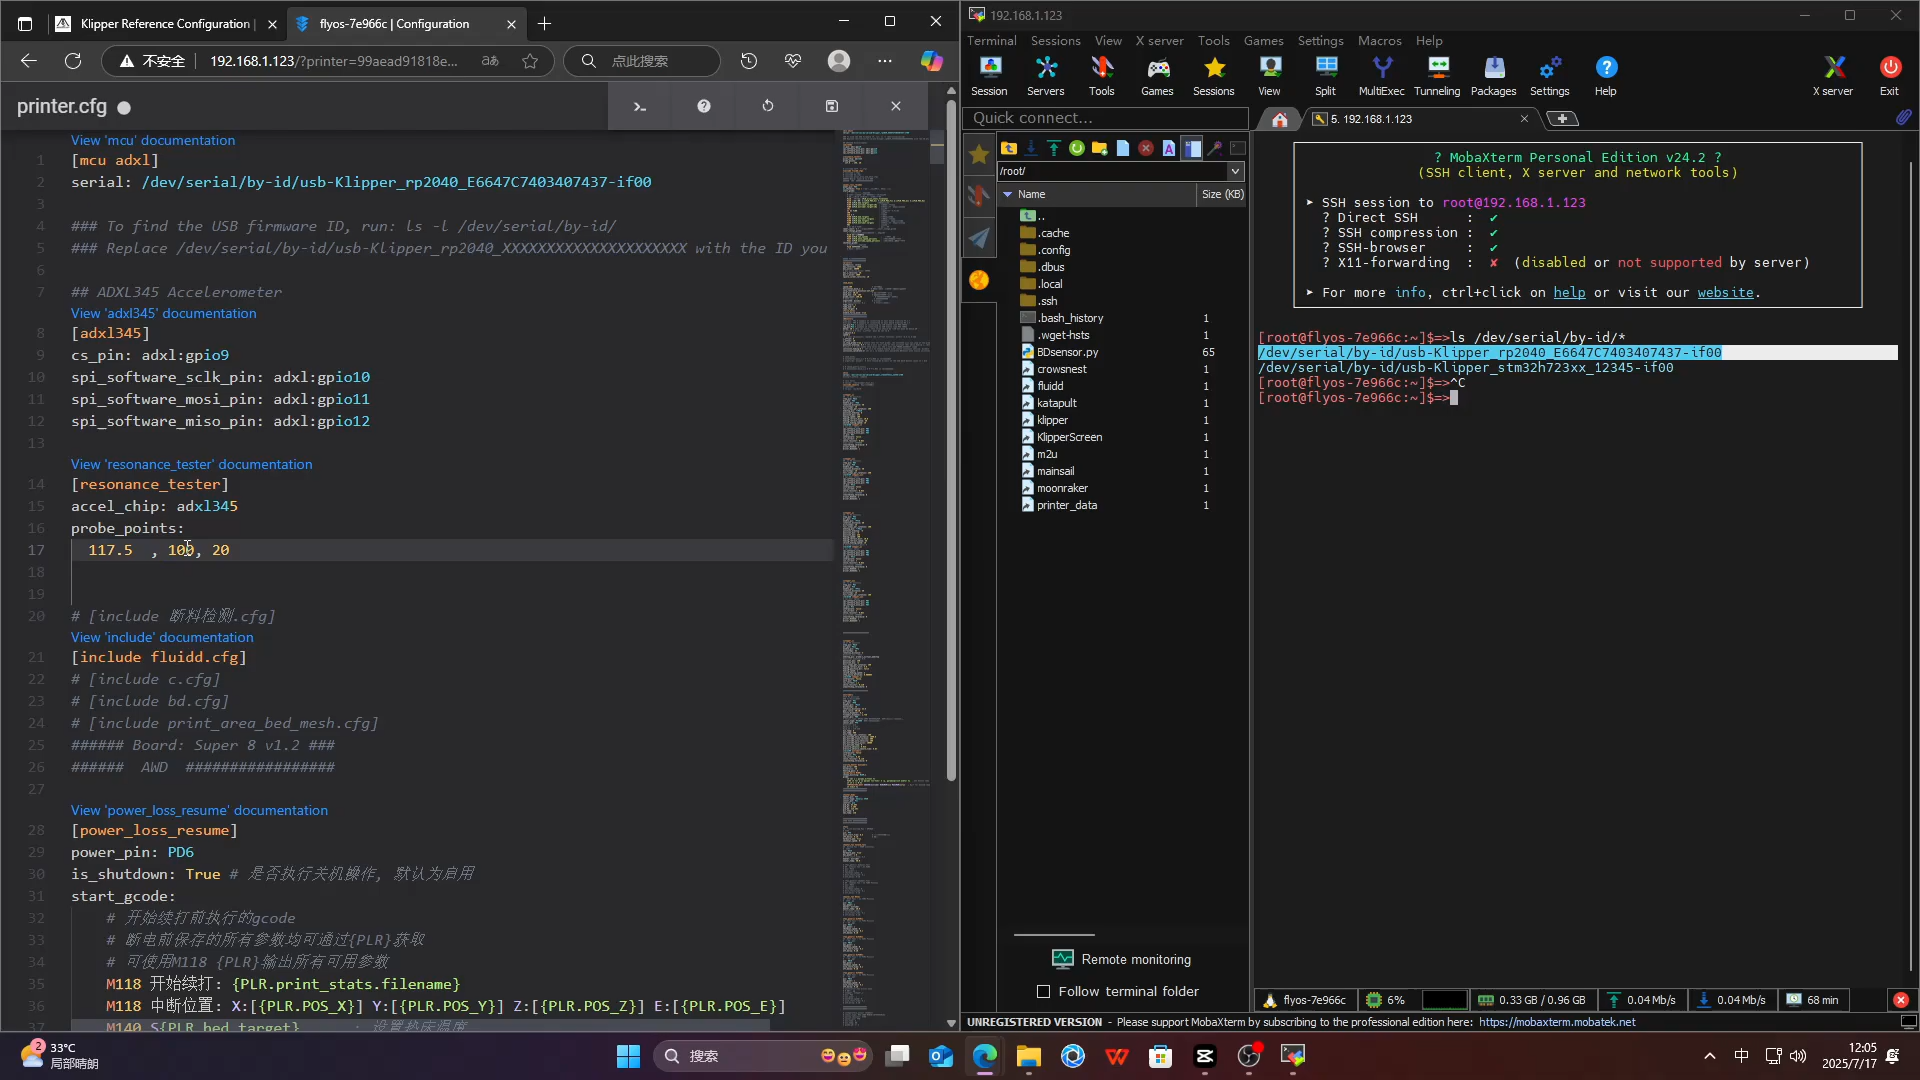 Klipper Reference Configuration |
flyos-7e966c | Configuration
不安全
192.168.1.123/?printer=99aead91818e...
点此搜索
printer.cfg
View 'mcu' documentation
1 [mcu adxl]
2 serial: /dev/serial/by-id/usb-Klipper_rp2040_E6647C7403407437-if00
3
4 ### To find the USB firmware ID, run: ls -l /dev/serial/by-id/
5 ### Replace /dev/serial/by-id/usb-Klipper_rp2040_XXXXXXXXXXXXXXXXXXXXX with the ID you
6
7 ## ADXL345 Accelerometer
View 'adxl345' documentation
8 [adxl345]
9 cs_pin: adxl:gpio9
10 spi_software_sclk_pin: adxl:gpio10
11 spi_software_mosi_pin: adxl:gpio11
12 spi_software_miso_pin: adxl:gpio12
13
View 'resonance_tester' documentation
14 [resonance_tester]
15 accel_chip: adxl345
16 probe_points:
17 117.5  , 100, 20
18
19
20 # [include 断料检测.cfg]
View 'include' documentation
21 [include fluidd.cfg]
22 # [include c.cfg]
23 # [include bd.cfg]
24 # [include print_area_bed_mesh.cfg]
25 ###### Board: Super 8 v1.2 ###
26 ######  AWD  #################
27
View 'power_loss_resume' documentation
28 [power_loss_resume]
29 power_pin: PD6
30 is_shutdown: True # 是否执行关机操作, 默认为启用
31 start_gcode:
32 # 开始续打前执行的gcode
33 # 断电前保存的所有参数均可通过{PLR}获取
34 # 可使用M118 {PLR}输出所有可用参数
35 M118 开始续打: {PLR.print_stats.filename}
36 M118 中断位置: X:[{PLR.POS_X}] Y:[{PLR.POS_Y}] Z:[{PLR.POS_Z}] E:[{PLR.POS_E}]
37 M140 S{PLR.bed_target} ; 设置热床温度
192.168.1.123
Terminal Sessions View X server Tools Games Settings Macros Help
Session Servers Tools Games Sessions View Split MultiExec Tunneling Packages Settings Help X server Exit
Quick connect...
5. 192.168.1.123
/root/
Name Size (KB)
..
.cache
.config
.dbus
.local
.ssh
.bash_history 1
.wget-hsts 1
BDsensor.py 65
crowsnest 1
fluidd 1
katapult 1
klipper 1
KlipperScreen 1
m2u 1
mainsail 1
moonraker 1
printer_data 1
Remote monitoring
Follow terminal folder
? MobaXterm Personal Edition v24.2 ?
(SSH client, X server and network tools)
➤ SSH session to root@192.168.1.123
? Direct SSH : ✔
? SSH compression : ✔
? SSH-browser : ✔
? X11-forwarding : ✘ (disabled or not supported by server)
➤ For more info, ctrl+click on help or visit our website.
[root@flyos-7e966c:~]$=>ls /dev/serial/by-id/*
/dev/serial/by-id/usb-Klipper_rp2040_E6647C7403407437-if00
/dev/serial/by-id/usb-Klipper_stm32h723xx_12345-if00
[root@flyos-7e966c:~]$=>^C
[root@flyos-7e966c:~]$=>
flyos-7e966c 6% 0.33 GB / 0.96 GB 0.04 Mb/s 0.04 Mb/s 68 min
UNREGISTERED VERSION - Please support MobaXterm by subscribing to the professional edition here: https://mobaxterm.mobatek.net
2
33°C
局部晴朗
搜索
中
12:05
2025/7/17